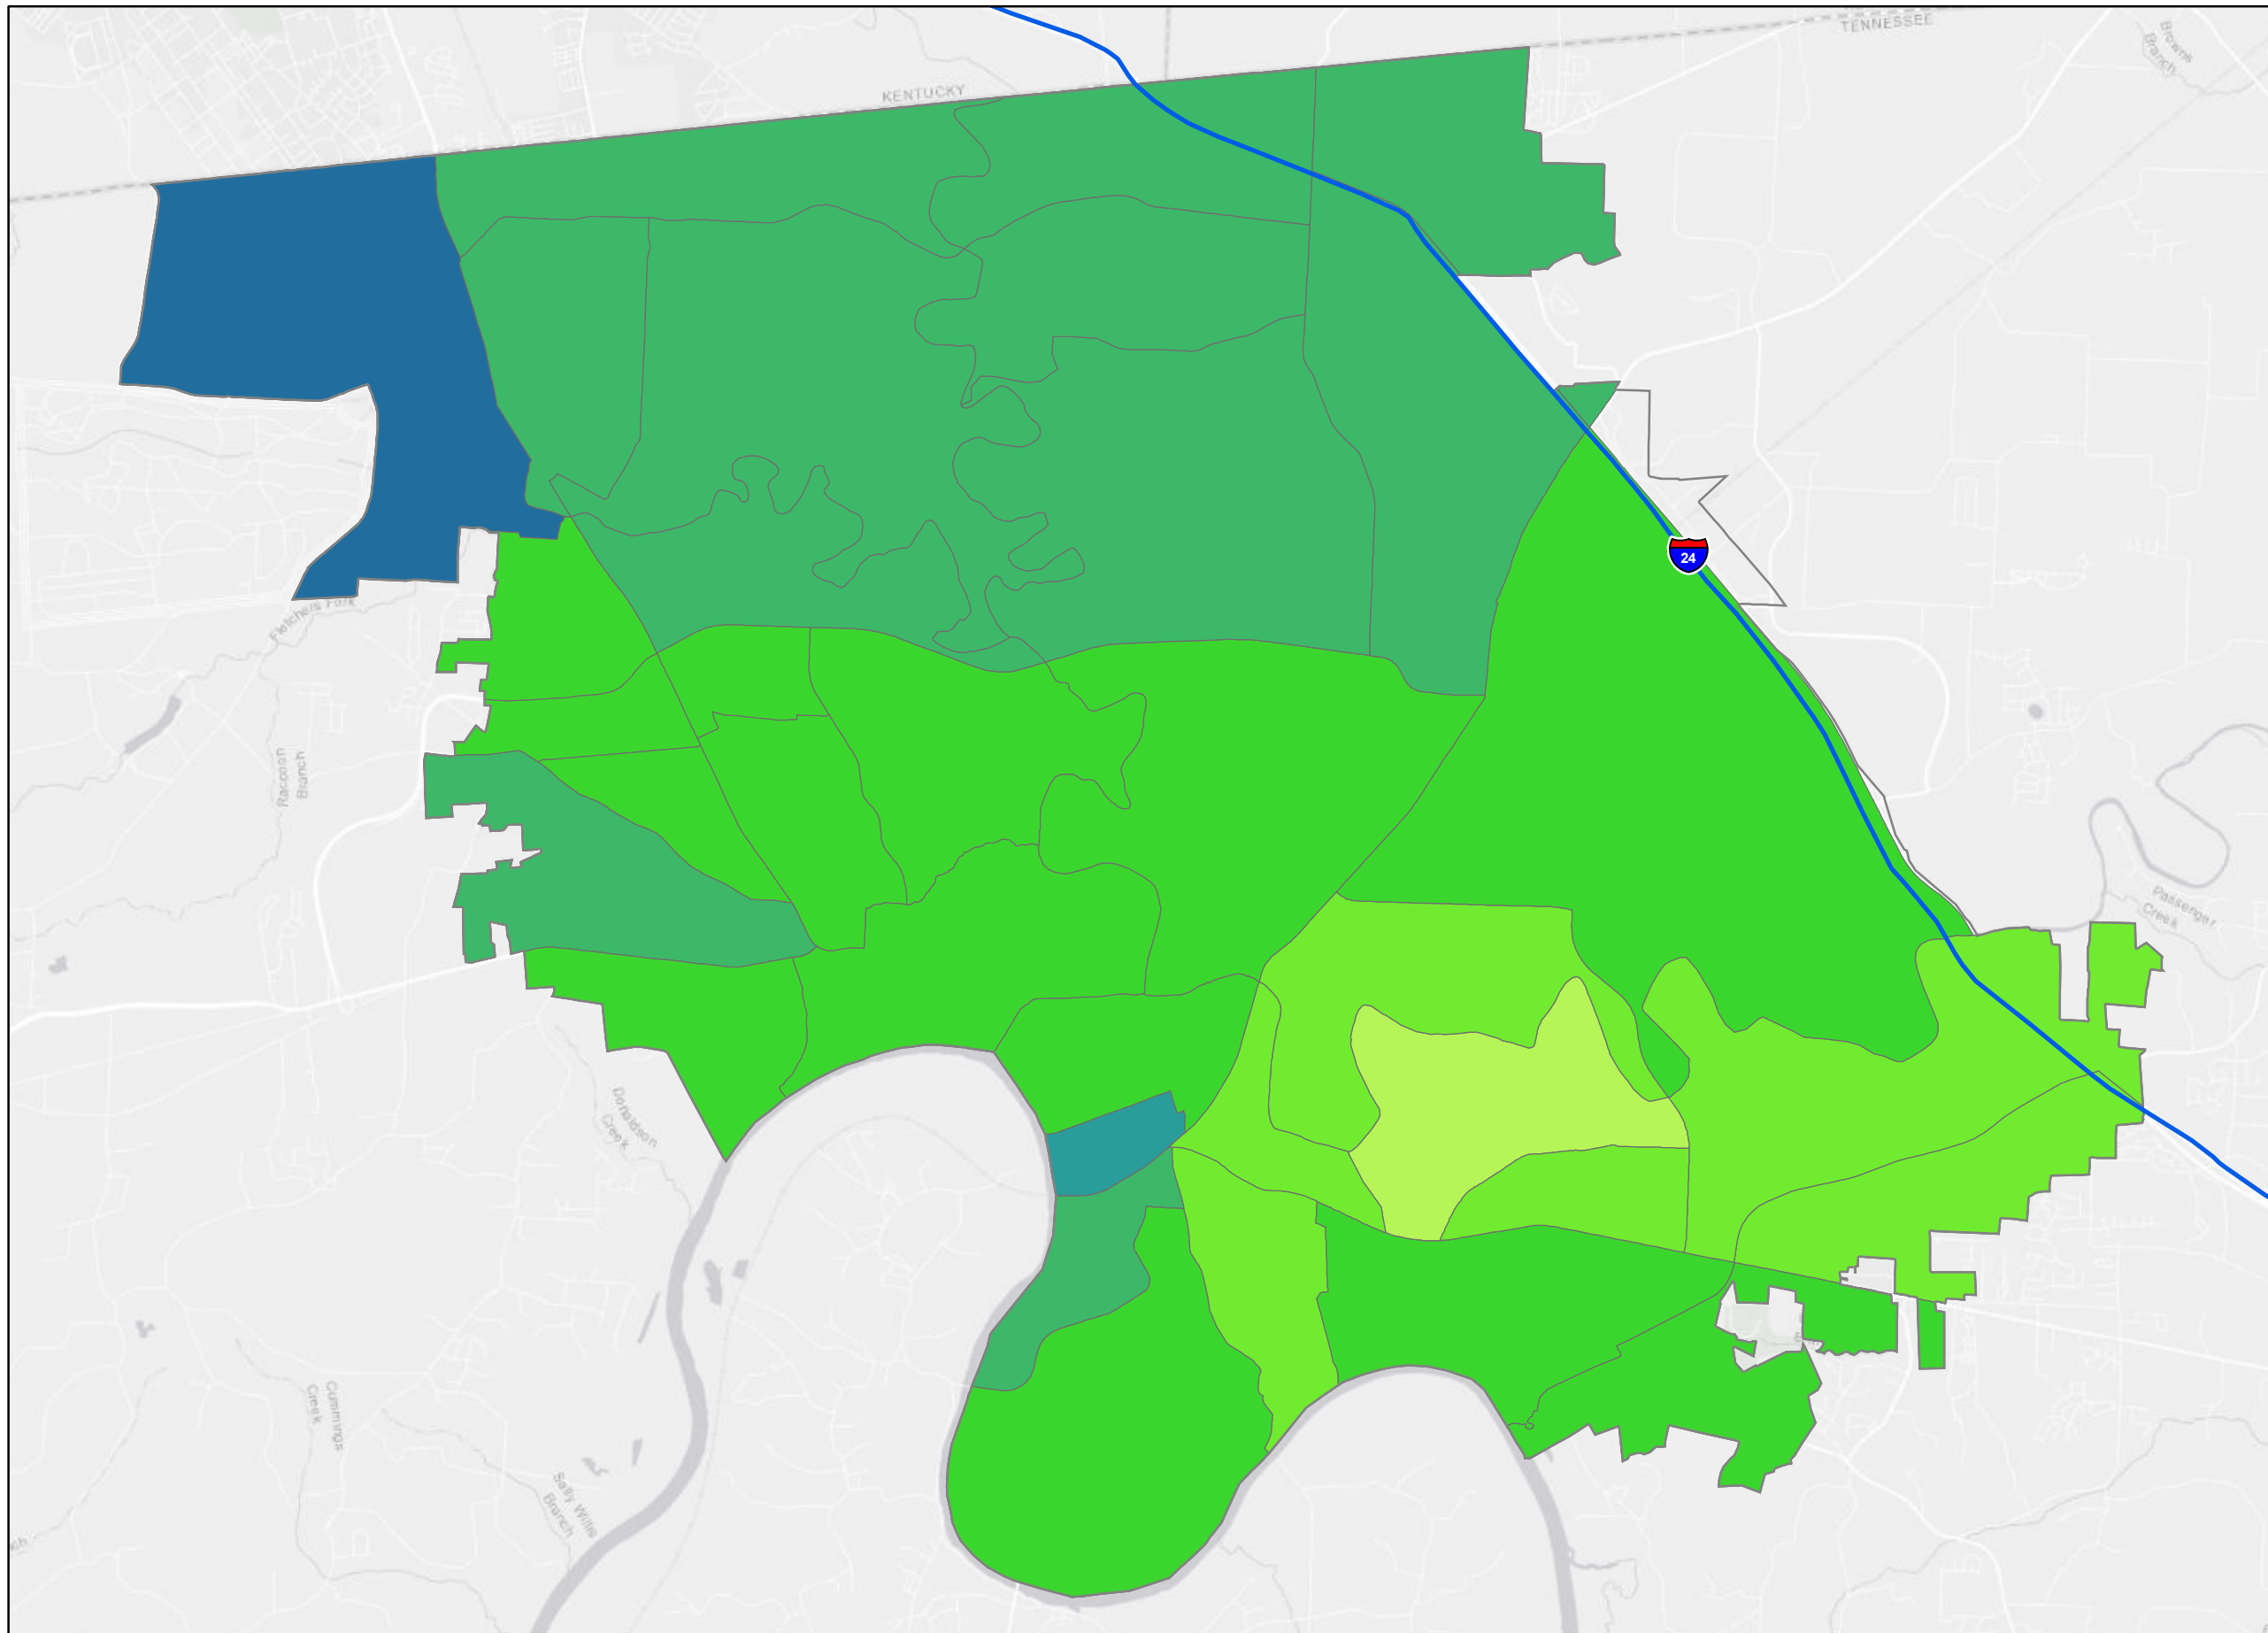 TENNESSEE
Browns
Branch
KENTUCKY
24
Fletchers Fork
Raccoon
Branch
Passenger
Creek
Donaldson
Creek
Cummings
Creek
Sally Willis
Branch